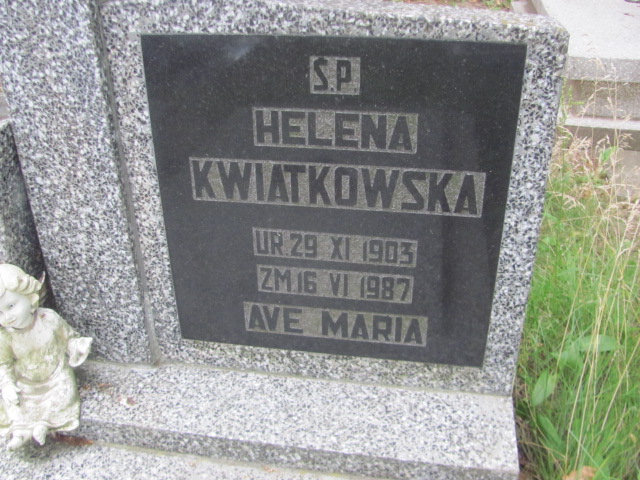 Ś.P.
HELENA
KWIATKOWSKA
UR. 29 XI 1903
ZM 16 VI 1987
AVE MARIA